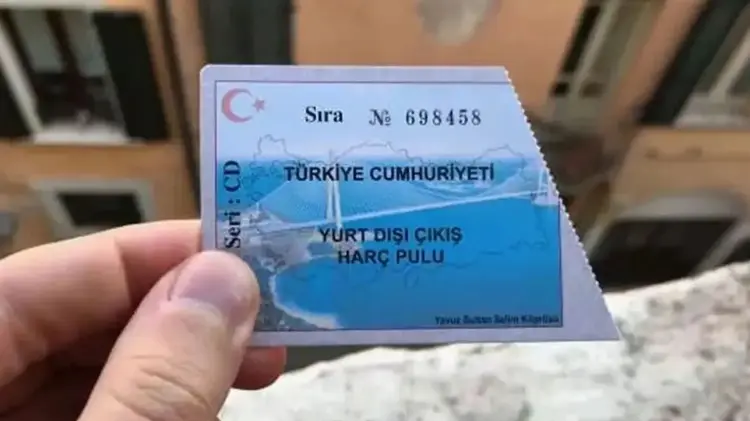 Sıra № 698458
Seri : CD
TÜRKİYE CUMHURİYETİ
YURT DIŞI ÇIKIŞ
HARÇ PULU
Yavuz Sultan Selim Köprüsü